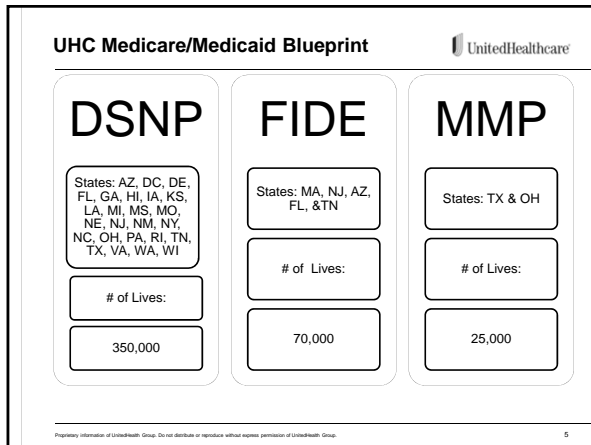 UHC Medicare/Medicaid Blueprint
UnitedHealthcare
DSNP
States: AZ, DC, DE,
FL, GA, HI, IA, KS,
LA, MI, MS, MO,
NE, NJ, NM, NY,
NC, OH, PA, RI, TN,
TX, VA, WA, WI
# of Lives:
350,000
FIDE
States: MA, NJ, AZ,
FL, &TN
# of Lives:
70,000
MMP
States: TX & OH
# of Lives:
25,000
Proprietary information of UnitedHealth Group. Do not distribute or reproduce without express permission of UnitedHealth Group.
5